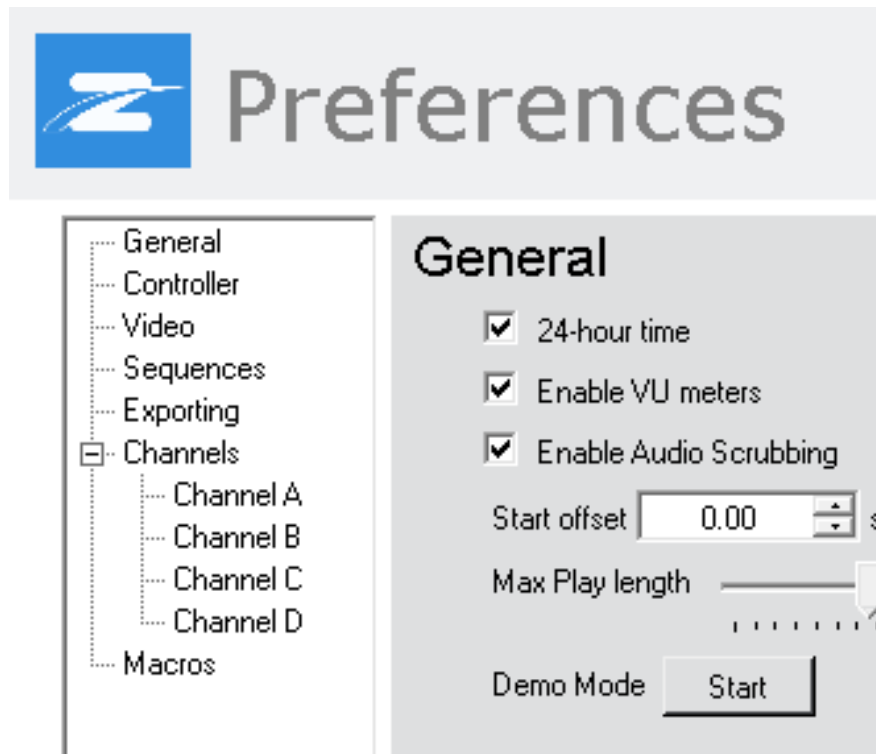 Preferences
General
Controller
Video
Sequences
Exporting
Channels
Channel A
Channel B
Channel C
Channel D
Macros
General
24-hour time
Enable VU meters
Enable Audio Scrubbing
Start offset 0.00 s
Max Play length
Demo Mode Start